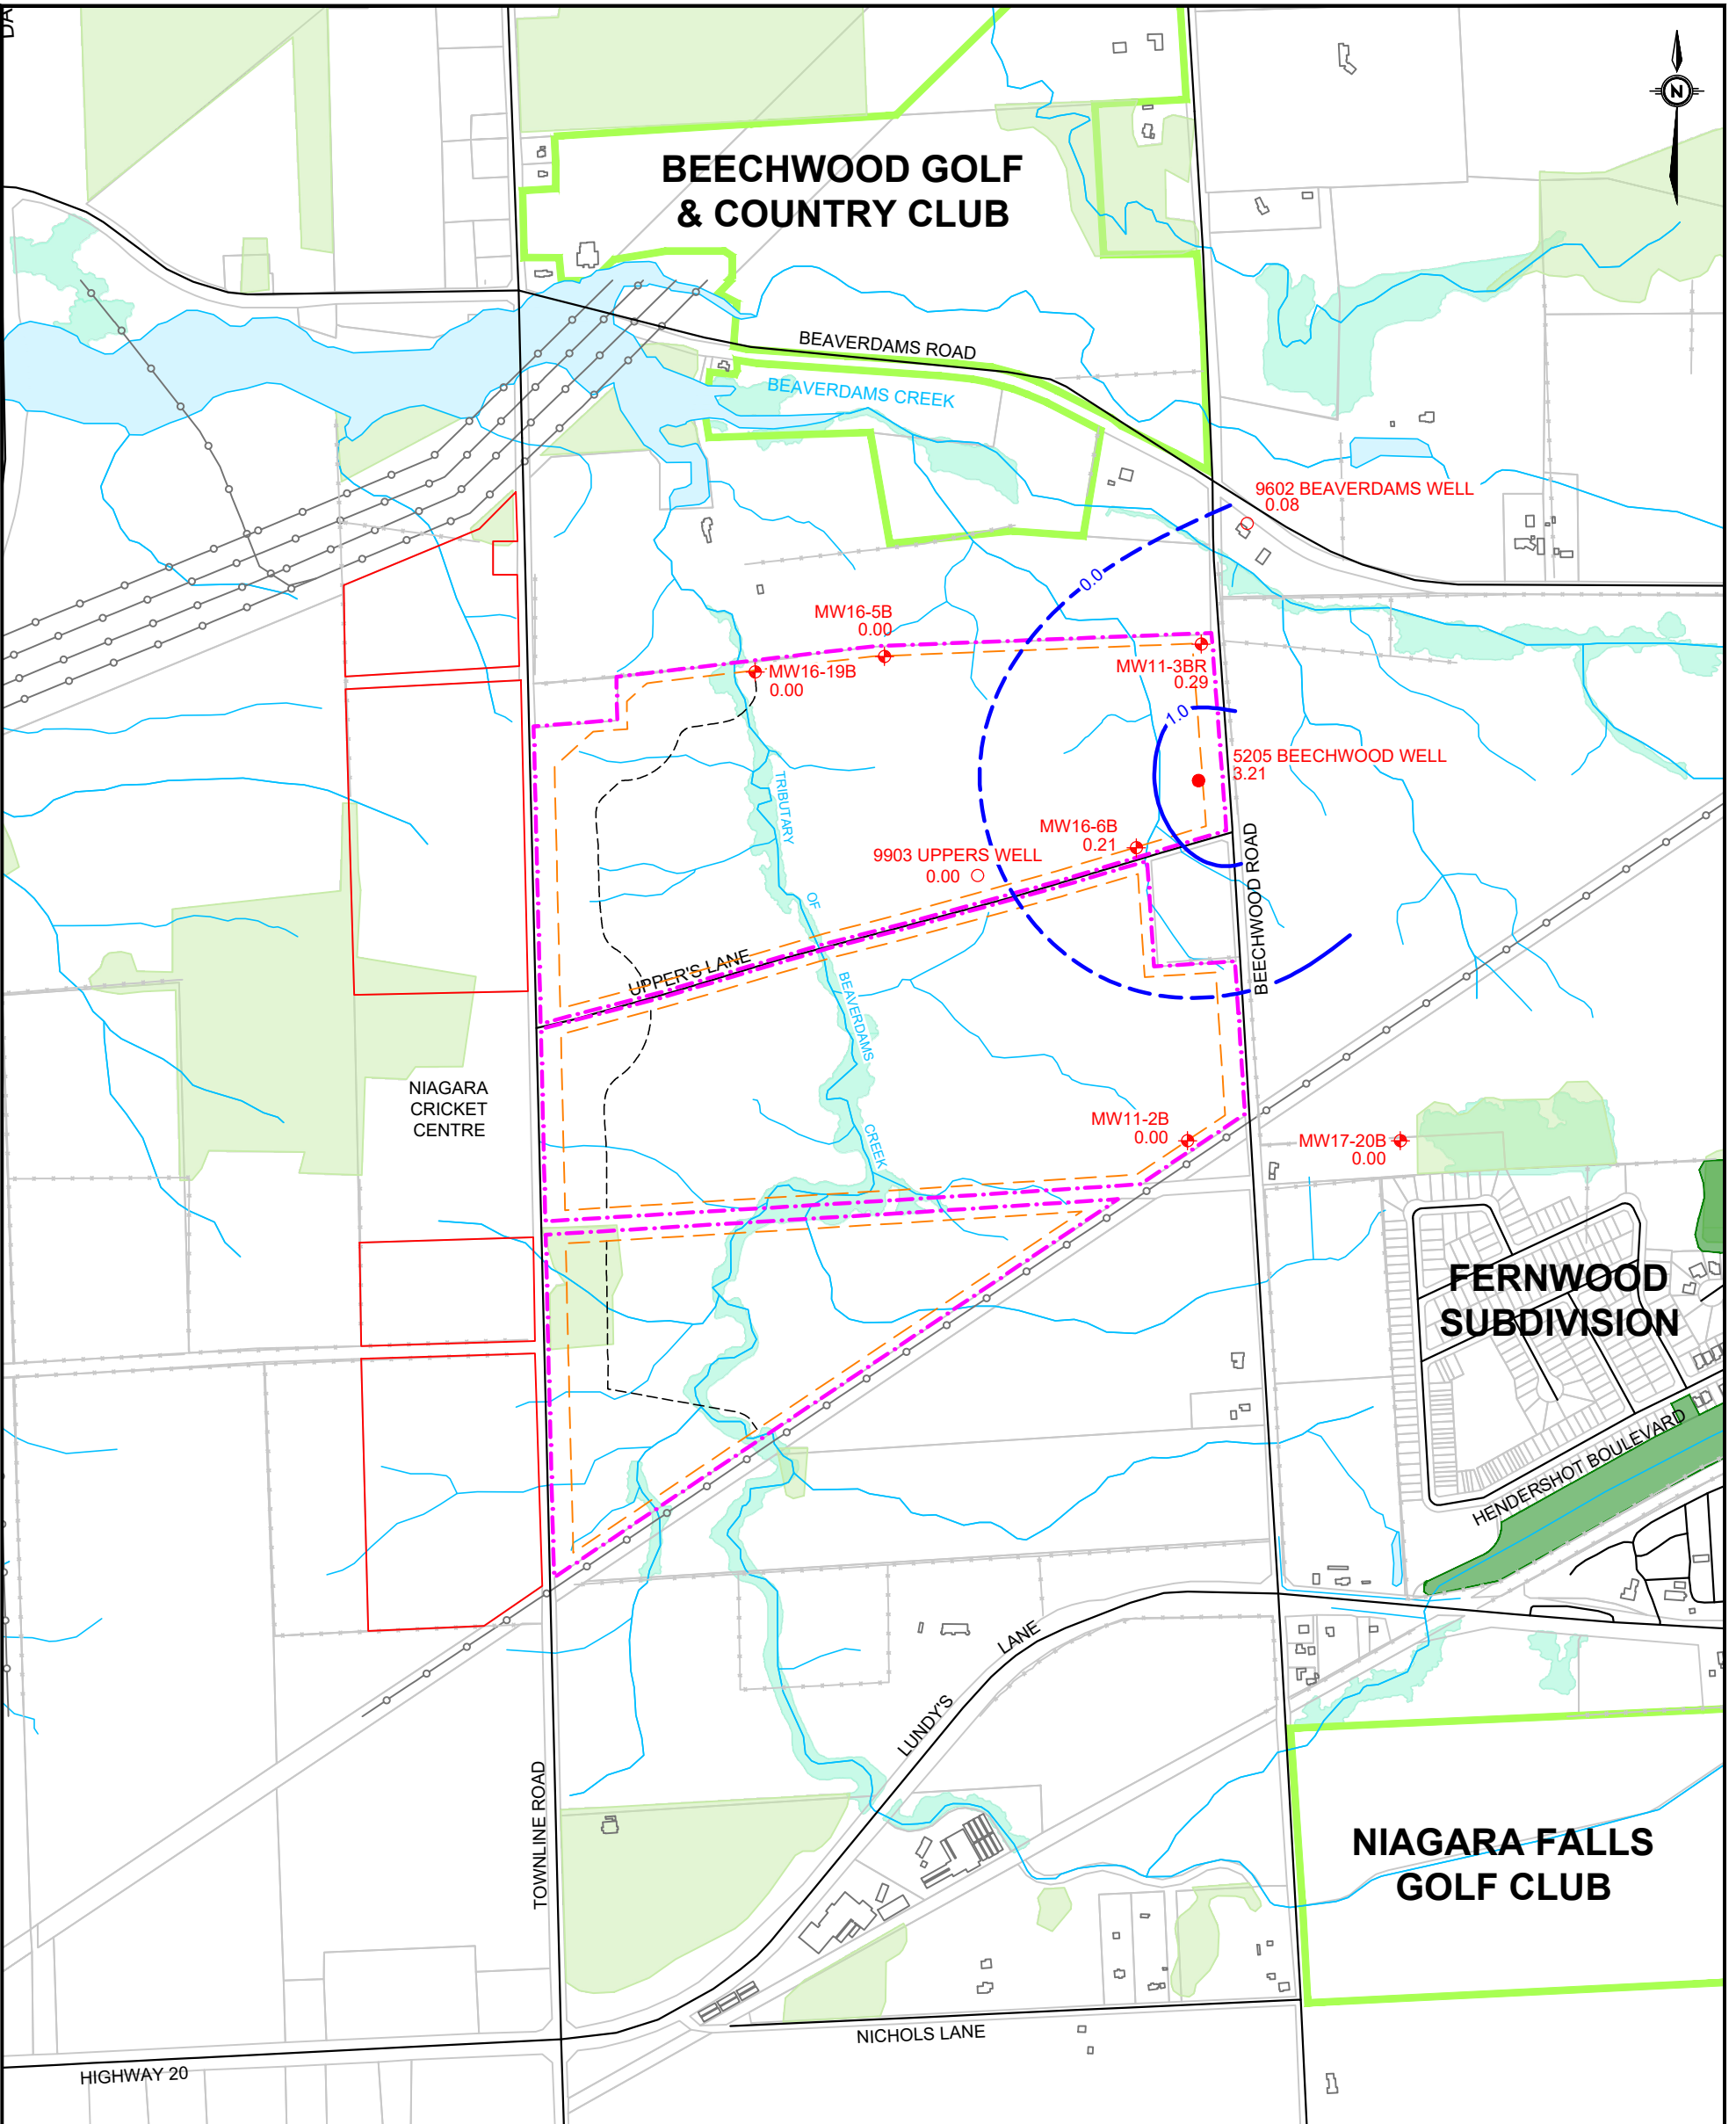 DA
N
BEECHWOOD GOLF
& COUNTRY CLUB
BEAVERDAMS ROAD
BEAVERDAMS CREEK
9602 BEAVERDAMS WELL
0.08
0.0
MW16-5B
0.00
MW16-19B
0.00
MW11-3BR
0.29
1.0
5205 BEECHWOOD WELL
3.21
TRIBUTARY
OF
BEAVERDAMS
CREEK
MW16-6B
0.21
9903 UPPERS WELL
0.00
BEECHWOOD ROAD
UPPER'S LANE
NIAGARA
CRICKET
CENTRE
MW11-2B
0.00
MW17-20B
0.00
FERNWOOD
SUBDIVISION
HENDERSHOT BOULEVARD
LUNDY'S
LANE
TOWNLINE ROAD
NIAGARA FALLS
GOLF CLUB
NICHOLS LANE
HIGHWAY 20